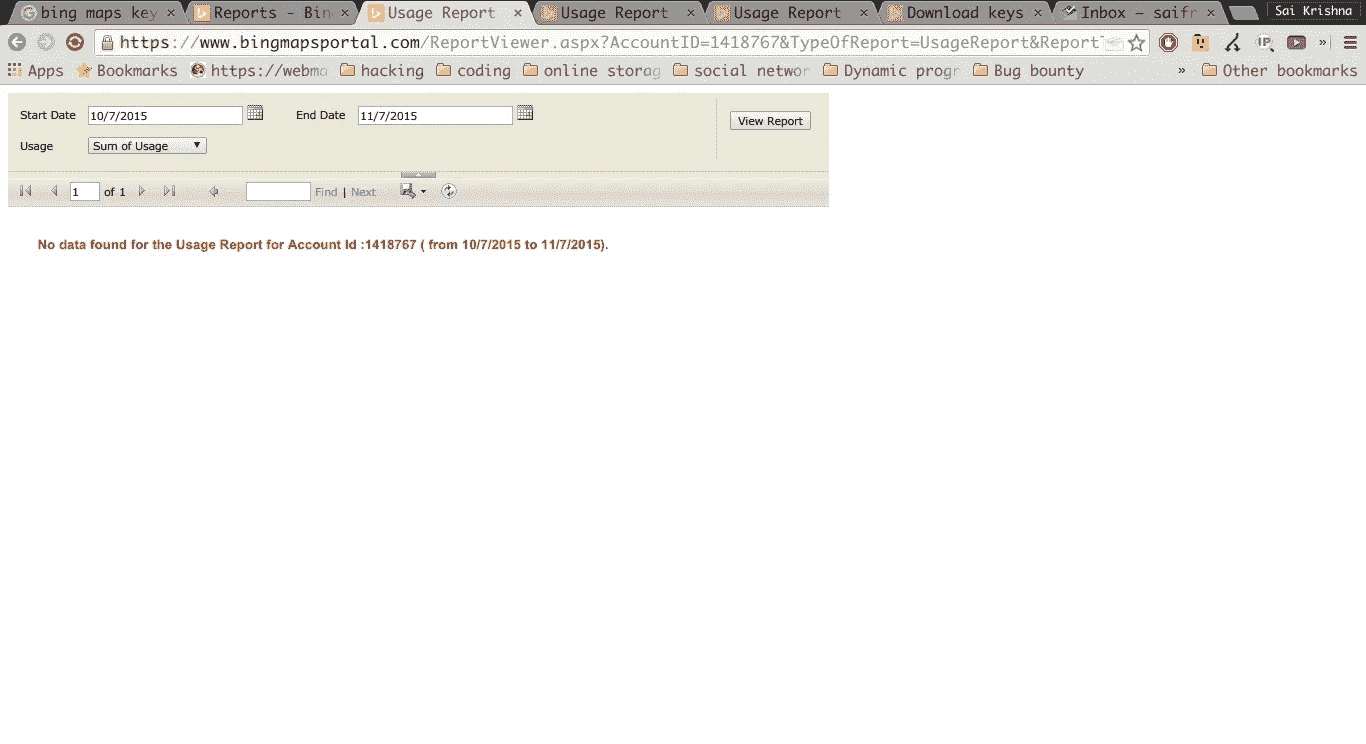 bing maps key × Reports - Bin × Usage Report × Usage Report × Usage Report × Download keys × Inbox – saifr × Sai Krishna
https://www.bingmapsportal.com/ReportViewer.aspx?AccountID=1418767&TypeOfReport=UsageReport&Report
Apps Bookmarks https://webma hacking coding online storag social networ Dynamic progr Bug bounty » Other bookmarks
Start Date 10/7/2015 End Date 11/7/2015 View Report
Usage Sum of Usage
1 of 1 Find | Next
No data found for the Usage Report for Account Id :1418767 ( from 10/7/2015 to 11/7/2015).